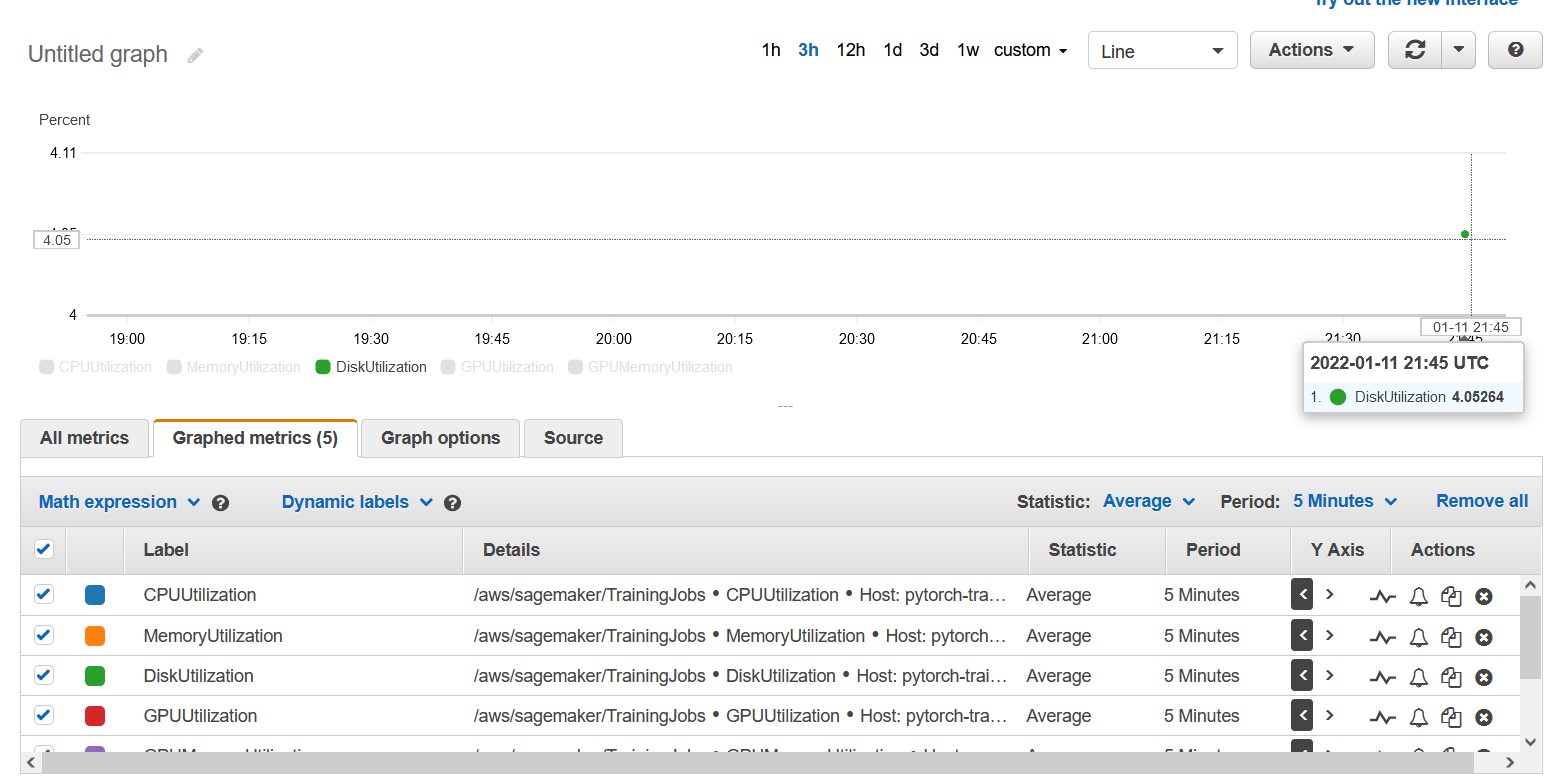 Try out the new interface
Untitled graph 1h 3h 12h 1d 3d 1w custom Line Actions
Percent
4.11
4.05
4
19:00 19:15 19:30 19:45 20:00 20:15 20:30 20:45 21:00 21:15 21:30 21:45
01-11 21:45
CPUUtilization MemoryUtilization DiskUtilization GPUUtilization GPUMemoryUtilization
2022-01-11 21:45 UTC
1. DiskUtilization 4.05264
All metrics Graphed metrics (5) Graph options Source
Math expression Dynamic labels Statistic: Average Period: 5 Minutes Remove all
Label Details Statistic Period Y Axis Actions
CPUUtilization /aws/sagemaker/TrainingJobs • CPUUtilization • Host: pytorch-tra… Average 5 Minutes
MemoryUtilization /aws/sagemaker/TrainingJobs • MemoryUtilization • Host: pytorch… Average 5 Minutes
DiskUtilization /aws/sagemaker/TrainingJobs • DiskUtilization • Host: pytorch-trai… Average 5 Minutes
GPUUtilization /aws/sagemaker/TrainingJobs • GPUUtilization • Host: pytorch-tra… Average 5 Minutes